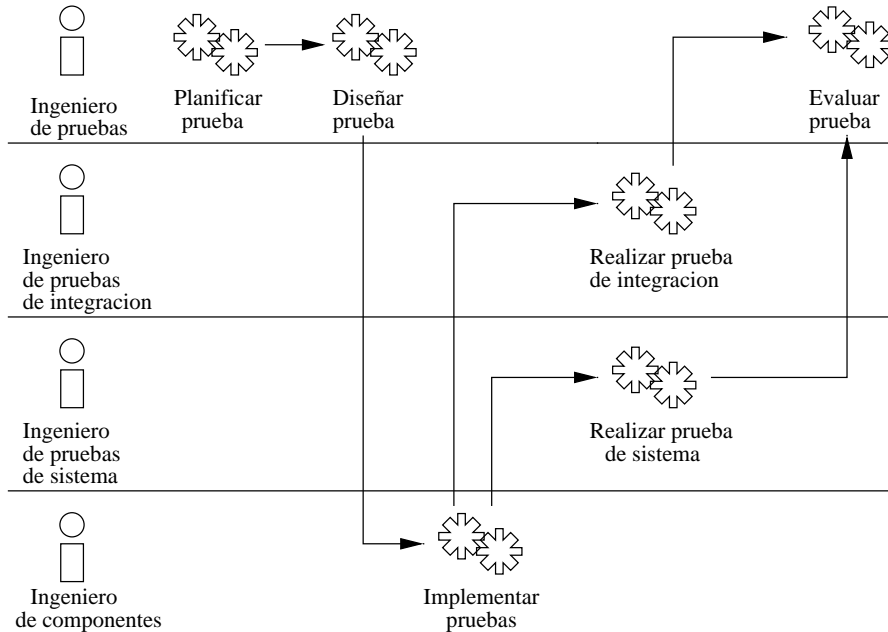 Ingeniero
de pruebas
Planificar
prueba
Diseñar
prueba
Evaluar
prueba
Ingeniero
de pruebas
de integracion
Realizar prueba
de integracion
Ingeniero
de pruebas
de sistema
Realizar prueba
de sistema
Ingeniero
de componentes
Implementar
pruebas